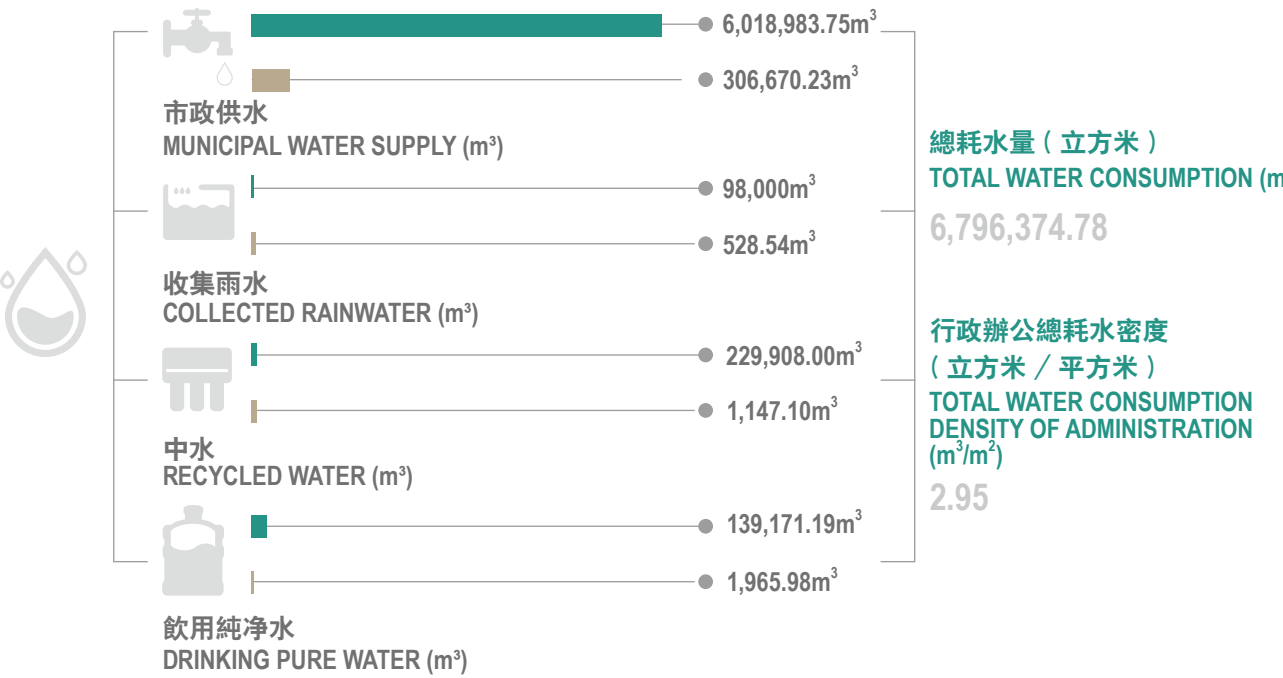 6,018,983.75m³
306,670.23m³
市政供水
MUNICIPAL WATER SUPPLY (m³)
98,000m³
528.54m³
收集雨水
COLLECTED RAINWATER (m³)
229,908.00m³
1,147.10m³
中水
RECYCLED WATER (m³)
139,171.19m³
1,965.98m³
飲用純净水
DRINKING PURE WATER (m³)
總耗水量（立方米）
TOTAL WATER CONSUMPTION (m
6,796,374.78
行政辦公總耗水密度
（立方米／平方米）
TOTAL WATER CONSUMPTION
DENSITY OF ADMINISTRATION
(m³/m²)
2.95